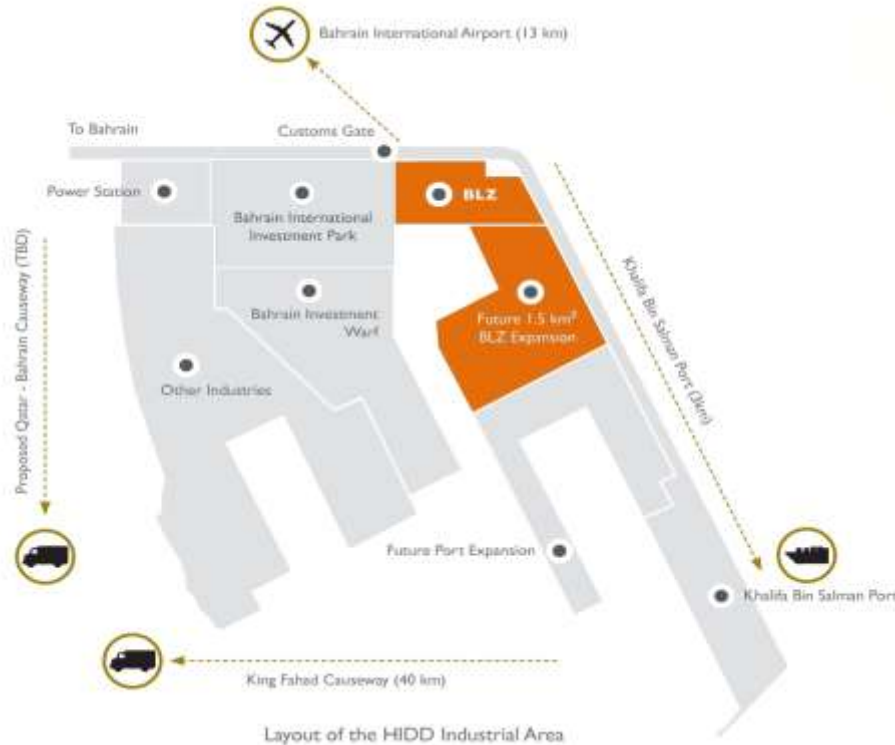 Bahrain International Airport (13 km)
To Bahrain
Customs Gate
Power Station
BLZ
Bahrain International
Investment Park
Proposed Qatar - Bahrain Causeway (TBD)
Khalifa Bin Salman Port (3km)
Bahrain Investment
Warf
Future 1.5 km²
BLZ Expansion
Other Industries
Future Port Expansion
Khalifa Bin Salman Port
King Fahad Causeway (40 km)
Layout of the HIDD Industrial Area